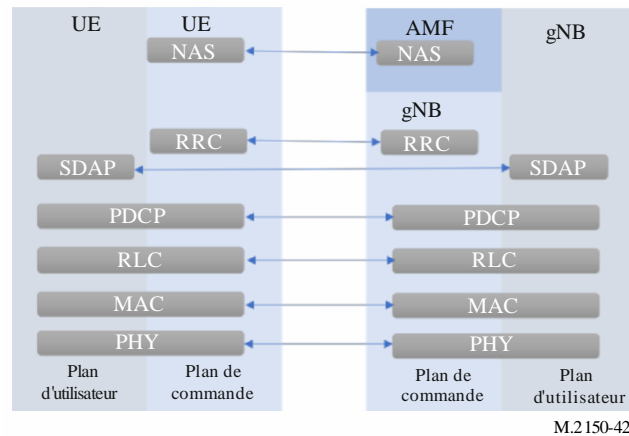 UE UE AMF gNB
NAS NAS
gNB
RRC RRC
SDAP SDAP
PDCP PDCP
RLC RLC
MAC MAC
PHY PHY
Plan Plan de Plan de Plan
d'utilisateur commande commande d'utilisateur
M.2150-42